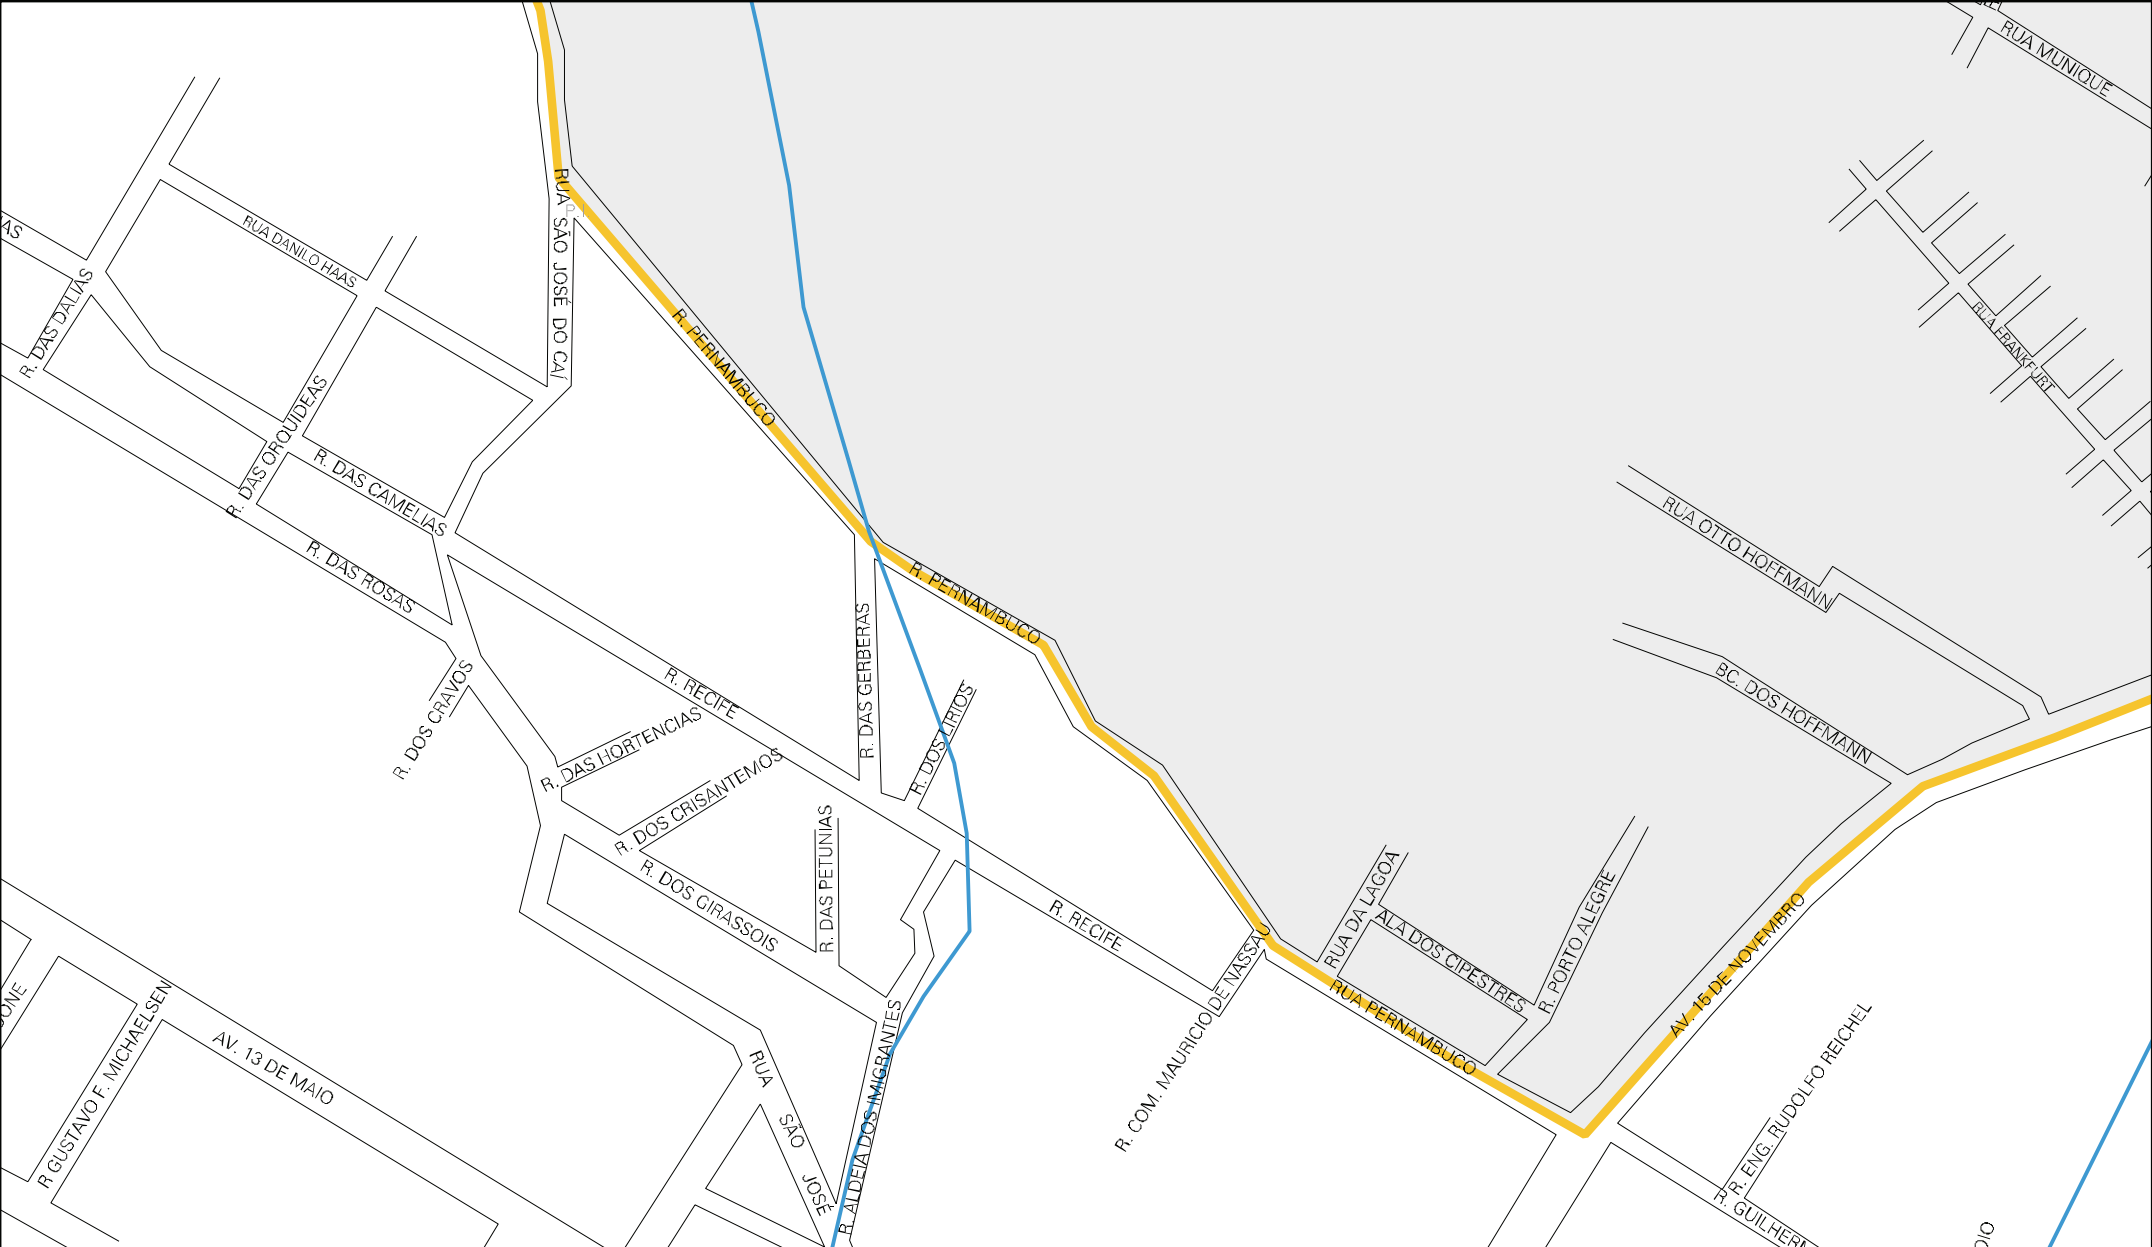 RUA MUNIQUE
RUA DANILO HAAS
RUA SÃO JOSÉ DO CAÍ
P.I
R. DAS DALIAS
R. PERNAMBUCO
RUA FRANKFURT
R. DAS ORQUIDEAS
R. DAS CAMELIAS
R. DAS ROSAS
RUA OTTO HOFFMANN
R. PERNAMBUCO
R. DAS GERBERAS
R. DOS CRAVOS
R. RECIFE
R. DOS LIRIOS
BC. DOS HOFFMANN
R. DAS HORTENCIAS
R. DOS CRISANTEMOS
R. DAS PETUNIAS
R. DOS GIRASSOIS
R. RECIFE
RUA DA LAGOA
ALA DOS CIPESTRES
R. PORTO ALEGRE
AV. 15 DE NOVEMBRO
R. COM. MAURICIO DE NASSAU
RUA PERNAMBUCO
R GUSTAVO F. MICHAELSEN
AV. 13 DE MAIO
RUA SÃO JOSÉ
R. ALDEIA DOS IMIGRANTES
R. ENG. RUDOLFO REICHEL
R. GUILHERM